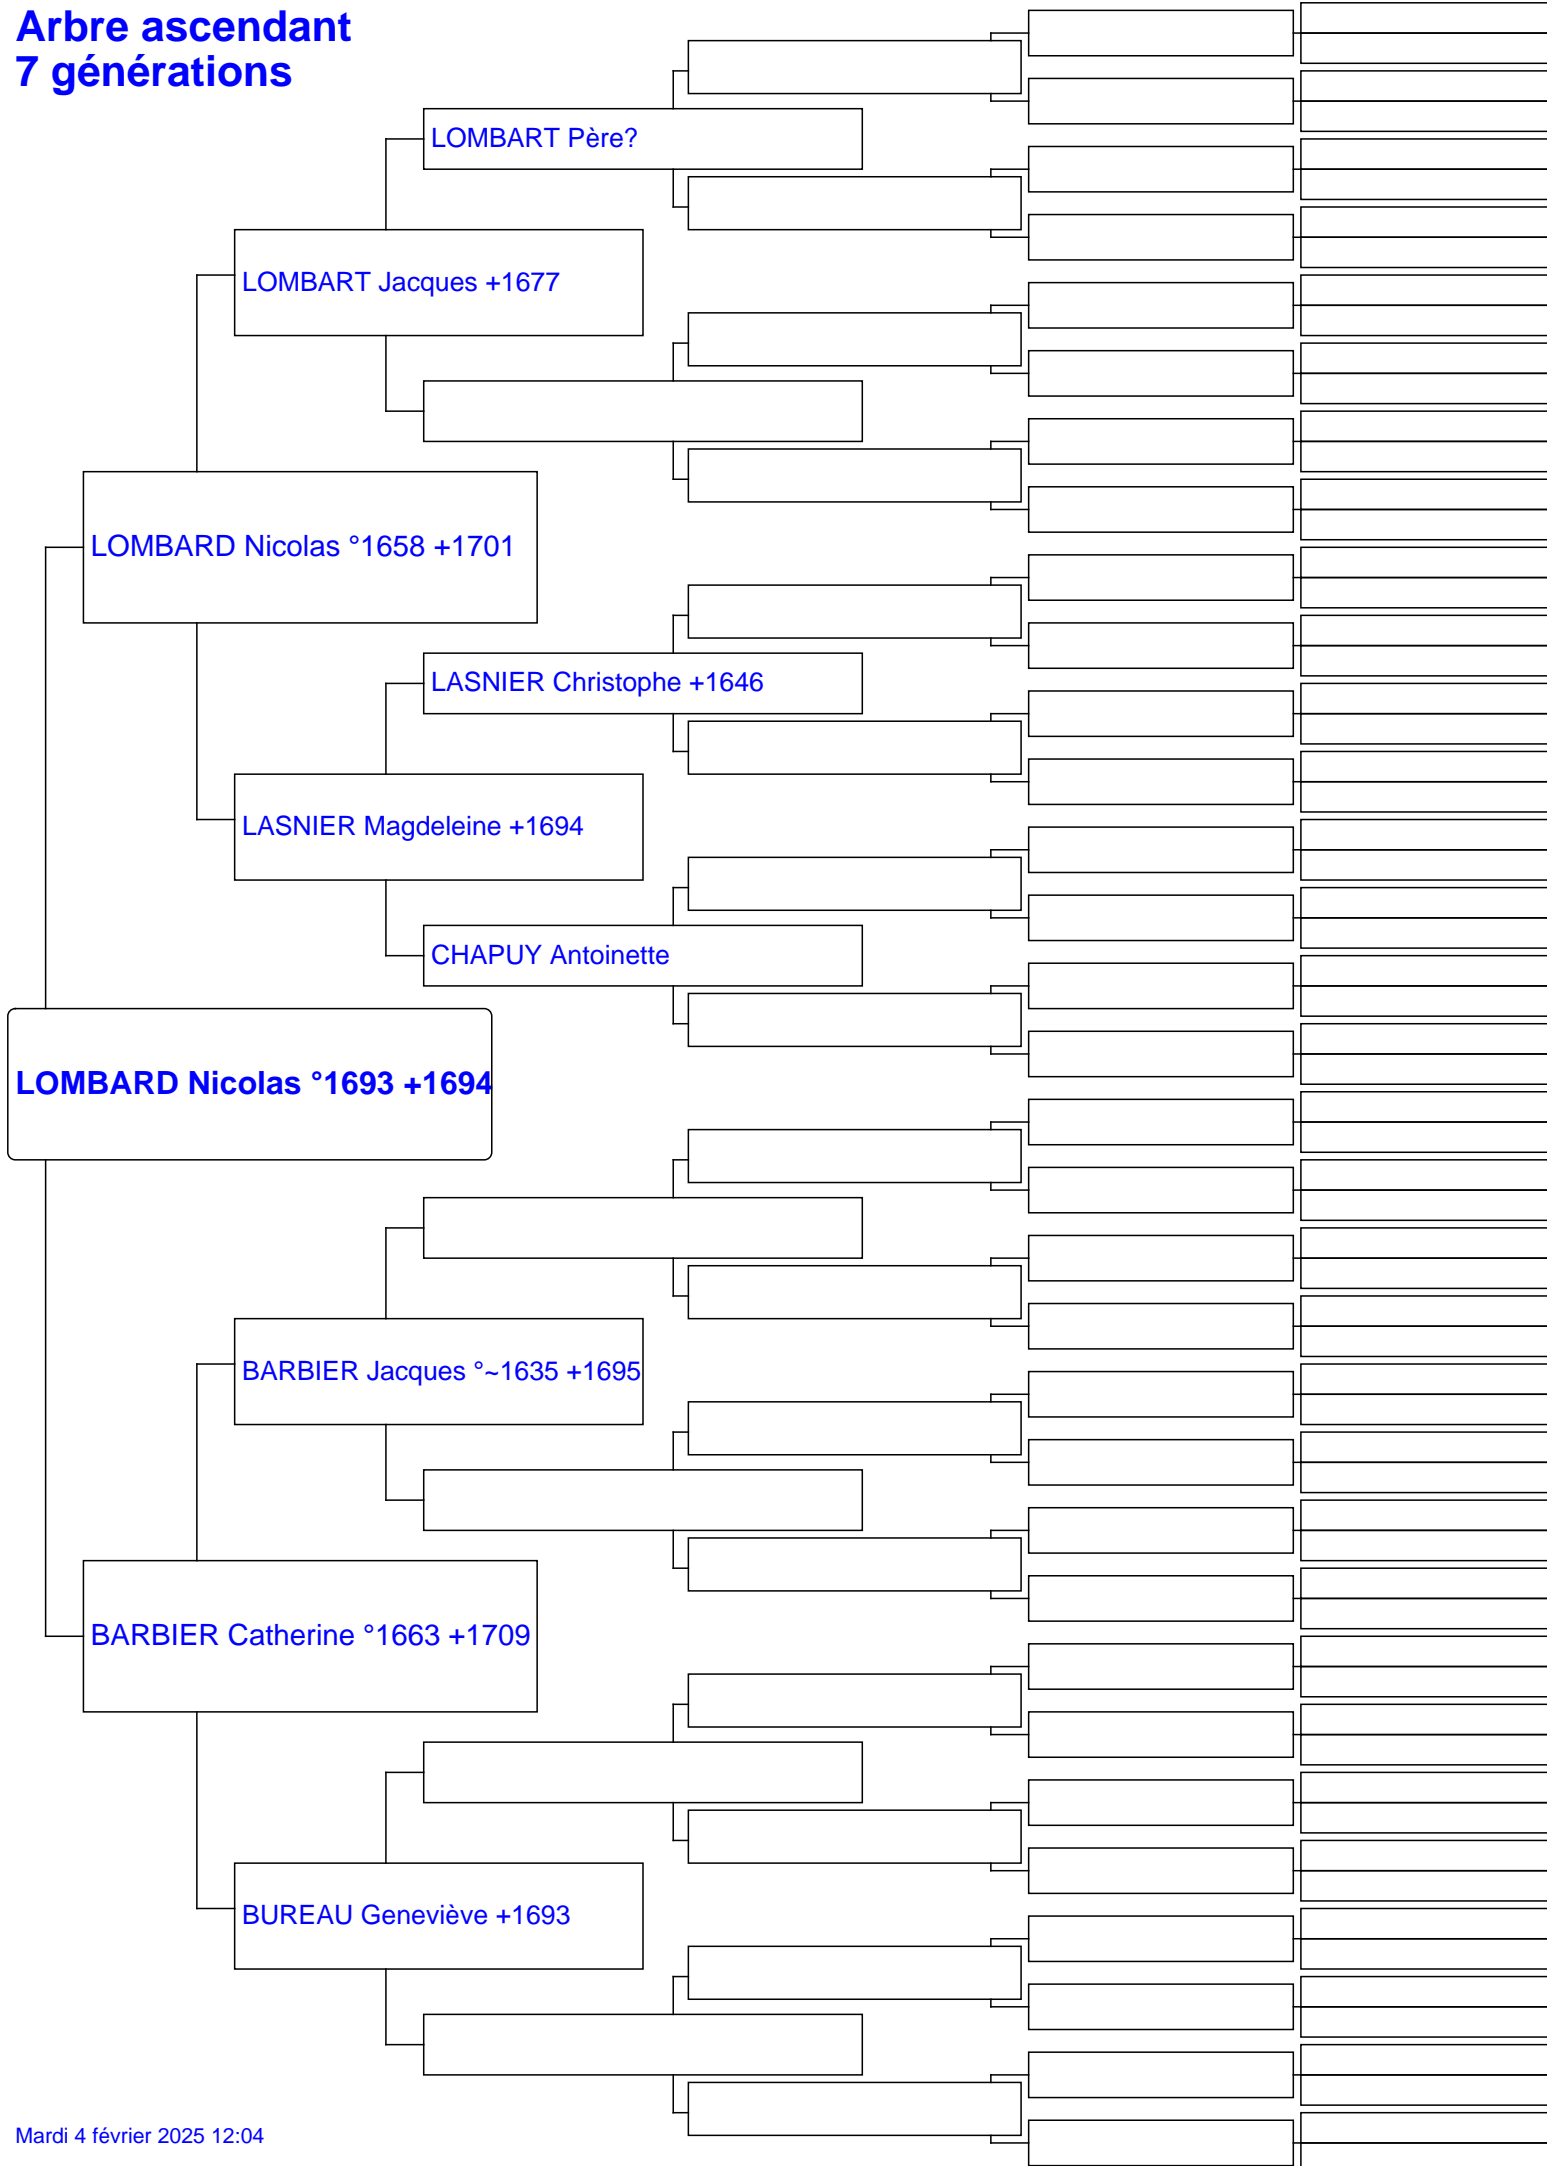 Arbre ascendant
7 générations
LOMBART Père?
LOMBART Jacques +1677
LOMBARD Nicolas °1658 +1701
LASNIER Christophe +1646
LASNIER Magdeleine +1694
CHAPUY Antoinette
LOMBARD Nicolas °1693 +1694
BARBIER Jacques °~1635 +1695
BARBIER Catherine °1663 +1709
BUREAU Geneviève +1693
Mardi 4 février 2025 12:04